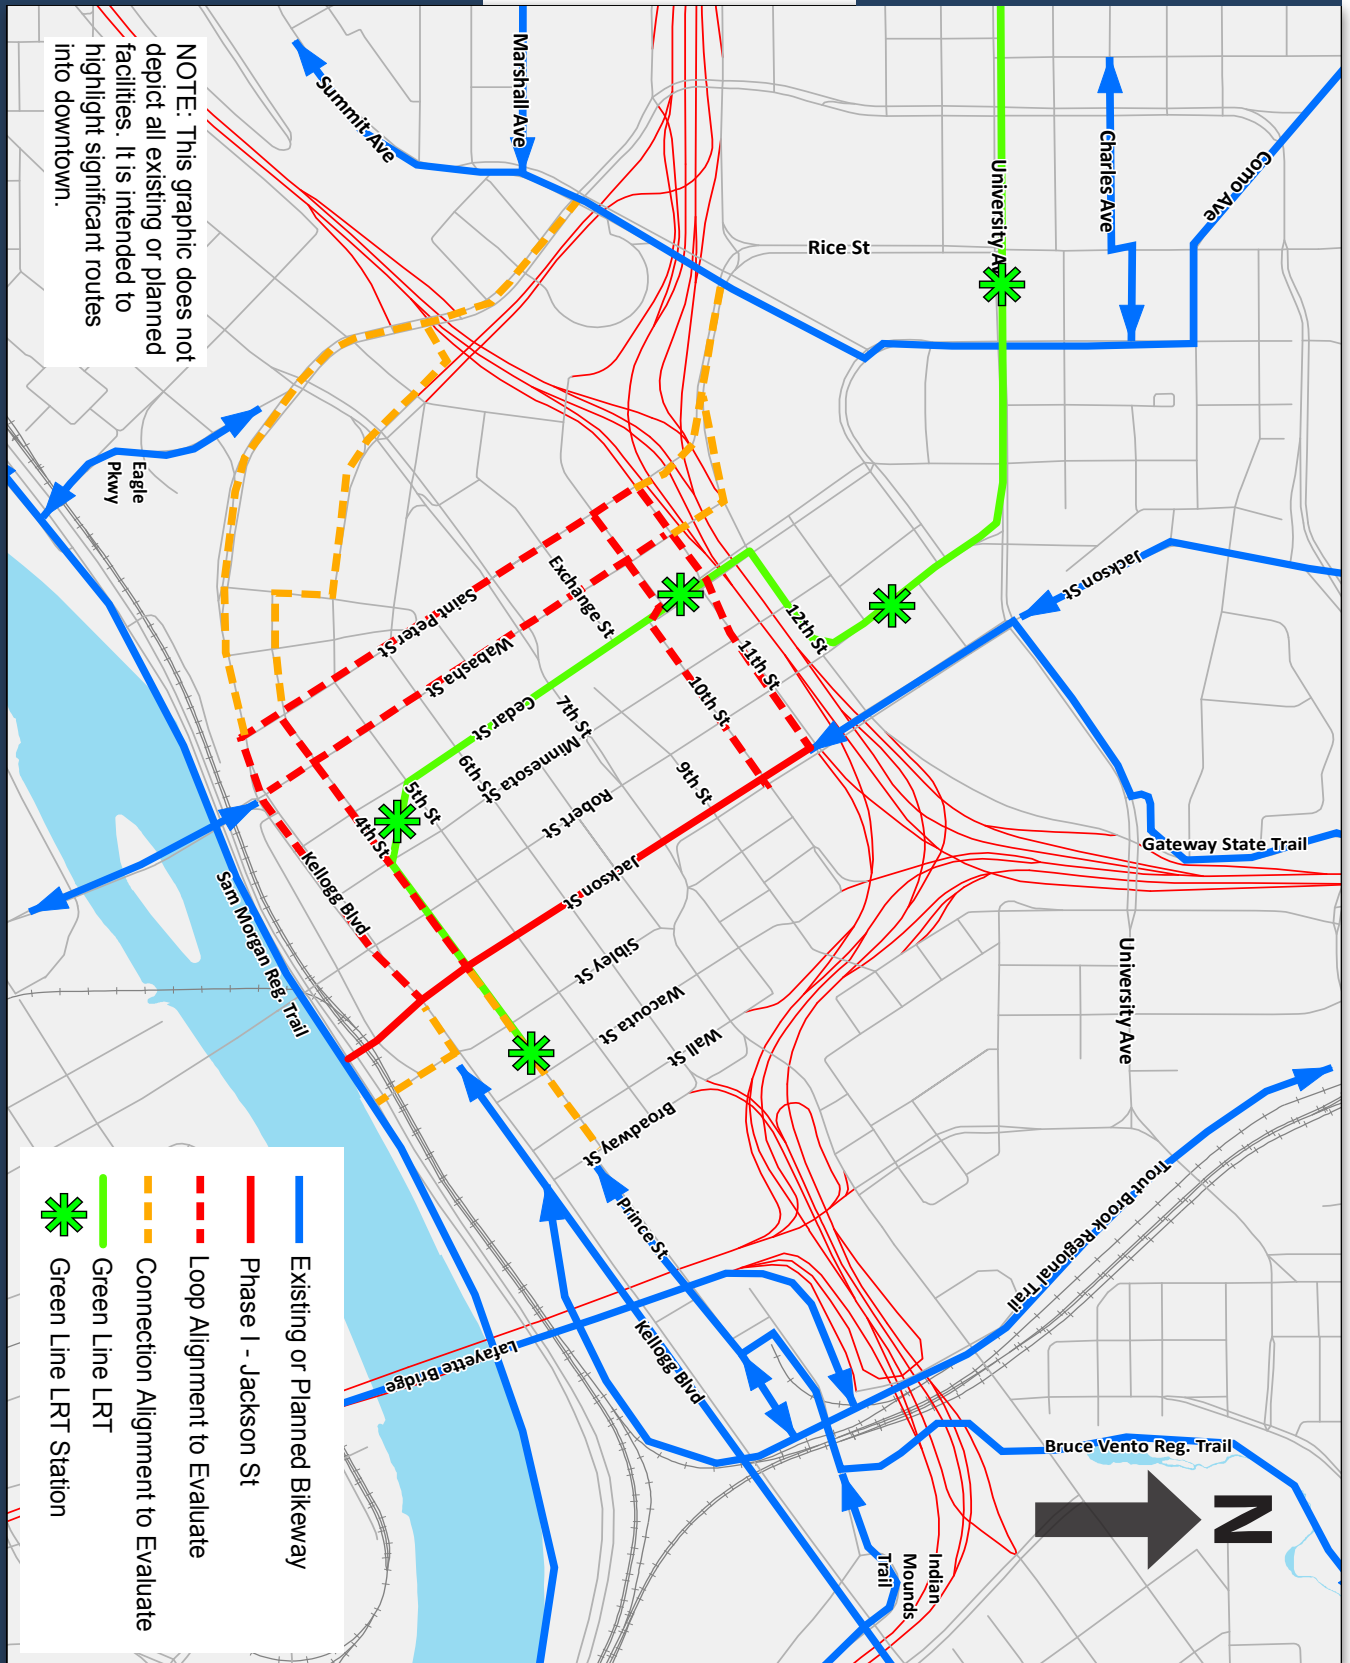 NOTE: This graphic does not
depict all existing or planned
facilities. It is intended to
highlight significant routes
into downtown.
Summit Ave
Marshall Ave
University Ave
Charles Ave
Como Ave
Rice St
Eagle
Pkwy
Jackson St
12th St
11th St
10th St
9th St
Exchange St
7th St
6th St
5th St
4th St
Saint Peter St
Wabasha St
Cedar St
Minnesota St
Robert St
Jackson St
Sibley St
Wacouta St
Wall St
Broadway St
Kellogg Blvd
Sam Morgan Reg. Trail
Gateway State Trail
University Ave
Prince St
Trout Brook Regional Trail
Kellogg Blvd
Lafayette Bridge
Bruce Vento Reg. Trail
Indian
Mounds
Trail
N
Existing or Planned Bikeway
Phase I - Jackson St
Loop Alignment to Evaluate
Connection Alignment to Evaluate
Green Line LRT
Green Line LRT Station